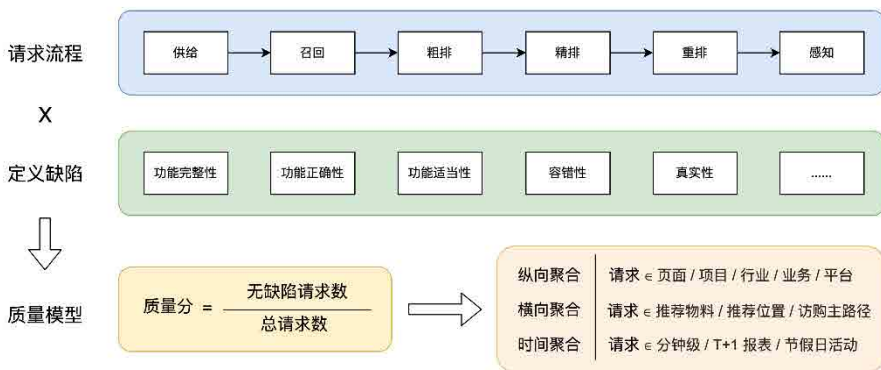 请求流程
供给
召回
粗排
精排
重排
感知
X
定义缺陷
功能完整性
功能正确性
功能适当性
容错性
真实性
......
质量模型
质量分 =
无缺陷请求数
总请求数
纵向聚合 请求 ∈ 页面 / 项目 / 行业 / 业务 / 平台
横向聚合 请求 ∈ 推荐物料 / 推荐位置 / 访购主路径
时间聚合 请求 ∈ 分钟级 / T+1 报表 / 节假日活动